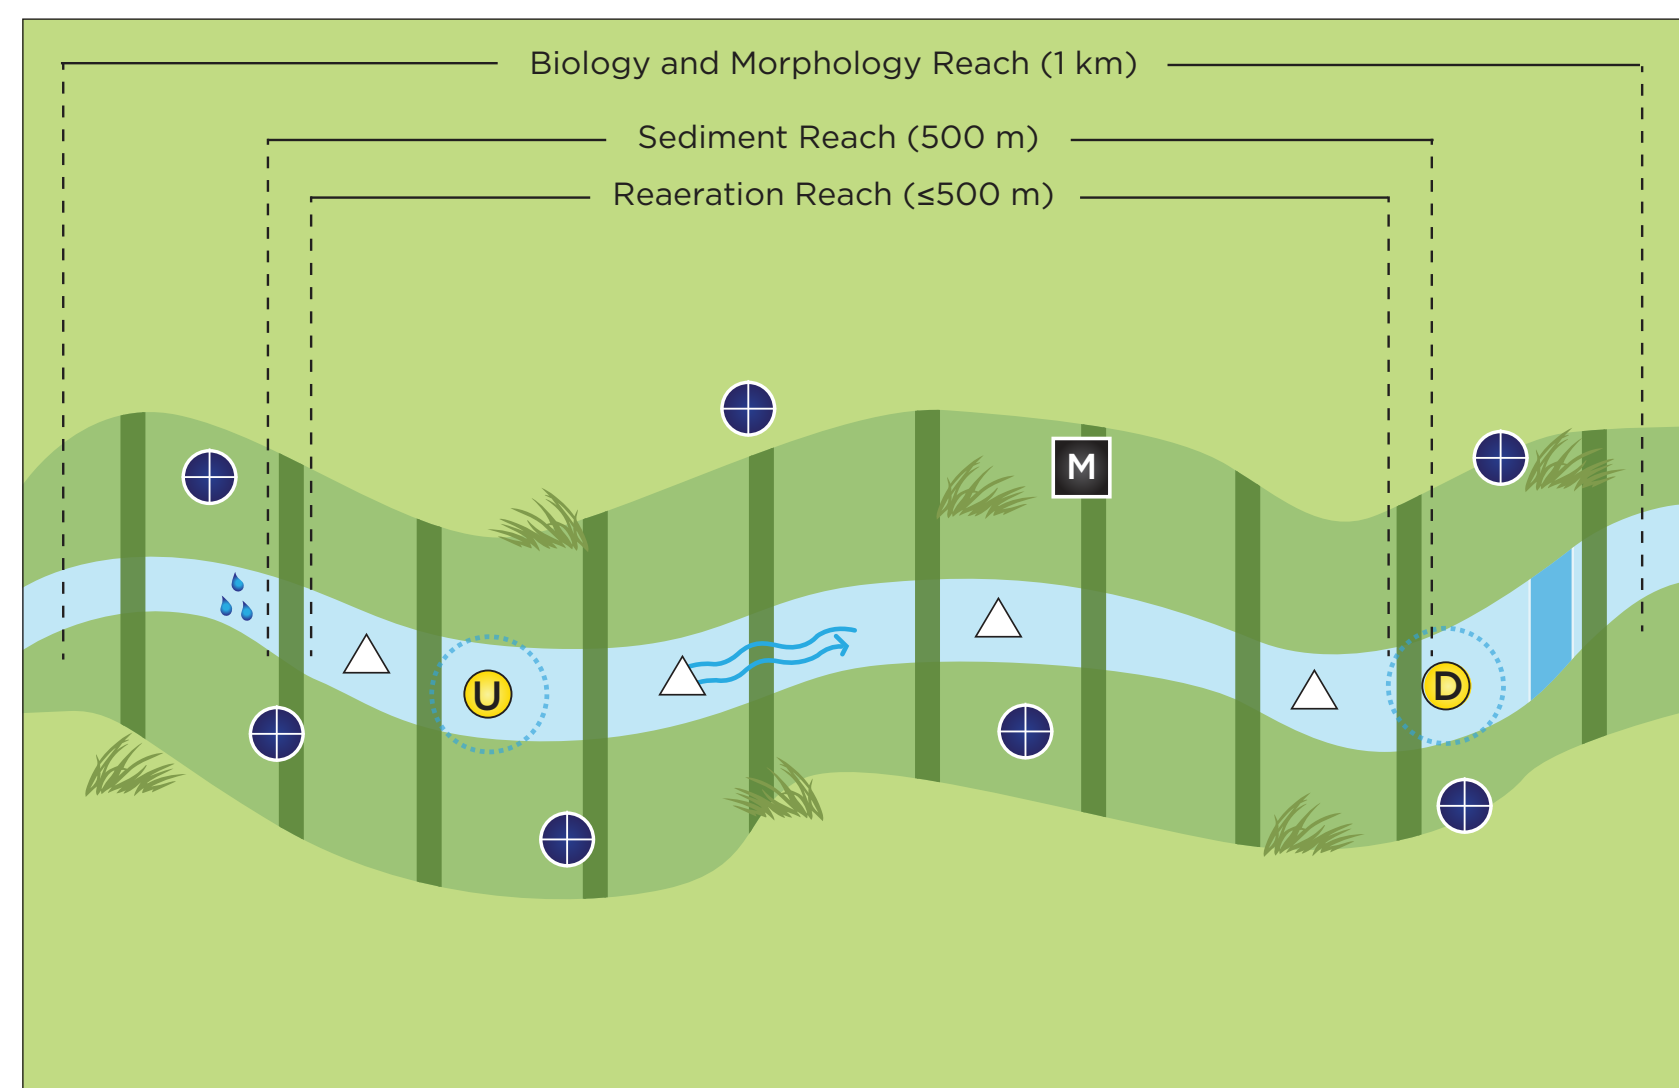 Biology and Morphology Reach (1 km)
Sediment Reach (500 m)
Reaeration Reach (≤500 m)
M
U
D